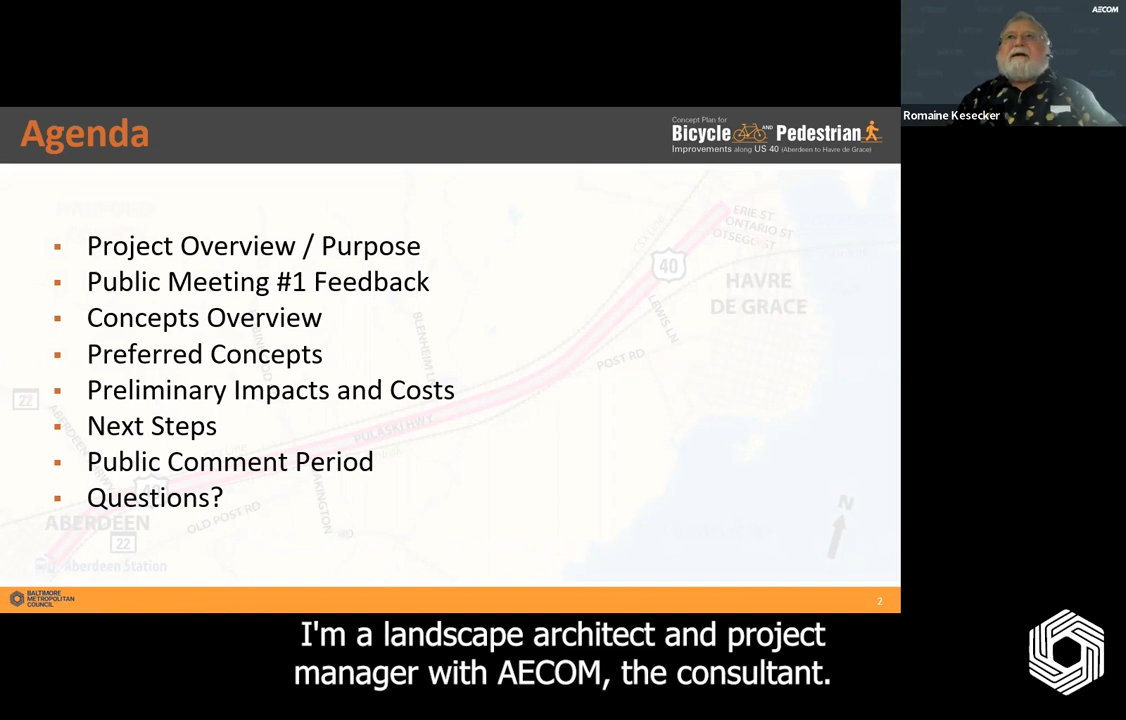 AECOM
Romaine Kesecker
Agenda
Concept Plan for
Bicycle AND Pedestrian
Improvements along US 40 (Aberdeen to Havre de Grace)
Project Overview / Purpose
Public Meeting #1 Feedback
Concepts Overview
Preferred Concepts
Preliminary Impacts and Costs
Next Steps
Public Comment Period
Questions?
ERIE ST
ONTARIO ST
OTSEGO ST
40
HAVRE
DE GRACE
LEWIS LN
POST RD
PULASKI HWY
22
OLD POST RD
ABERDEEN
22
Aberdeen Station
N
BALTIMORE
METROPOLITAN
COUNCIL
2
I'm a landscape architect and project
manager with AECOM, the consultant.